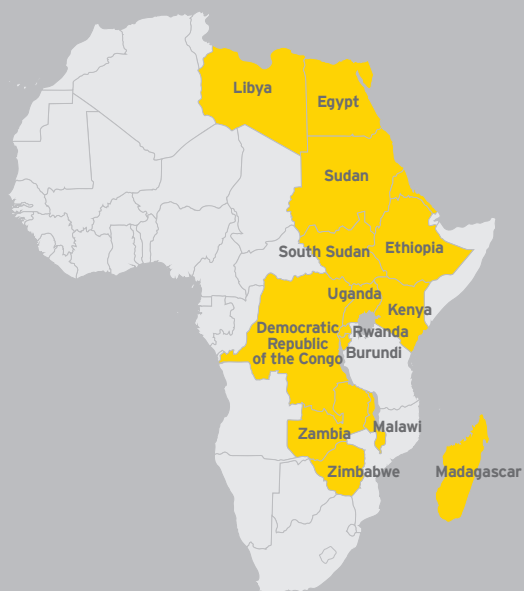 Libya
Egypt
Sudan
South Sudan
Ethiopia
Uganda
Kenya
Democratic
Republic
of the Congo
Rwanda
Burundi
Malawi
Zambia
Zimbabwe
Madagascar